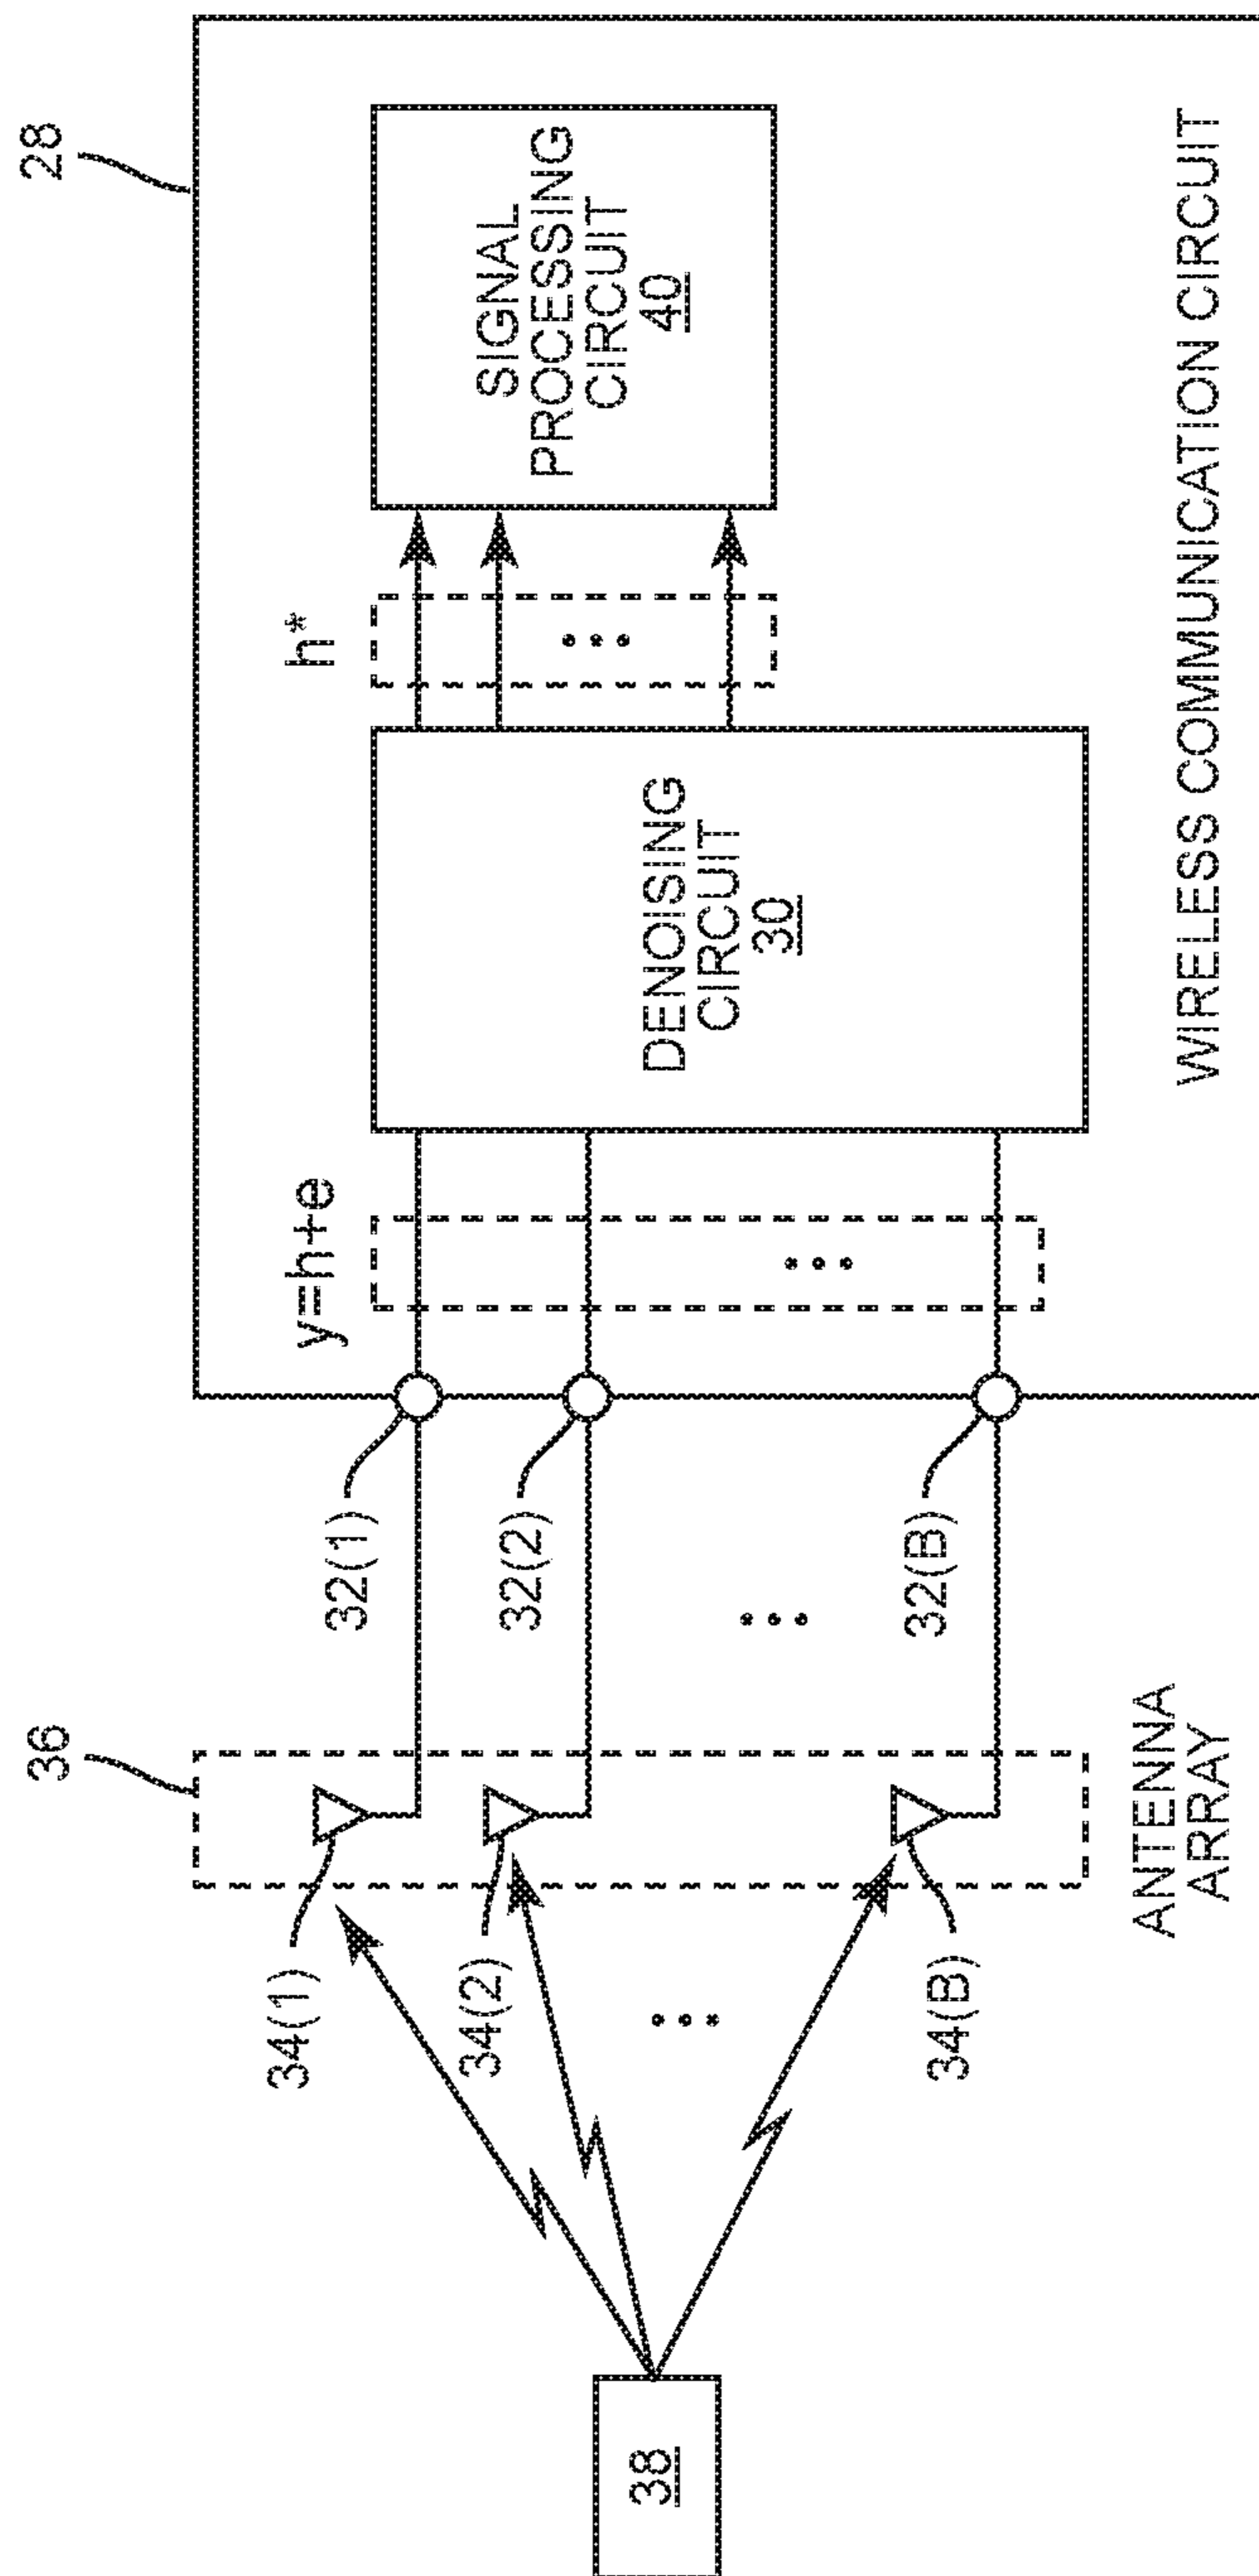 28
SIGNAL
PROCESSING
CIRCUIT
40
h*
DENOISING
CIRCUIT
30
y=h+e
WIRELESS COMMUNICATION CIRCUIT
32(1)
32(2)
32(B)
...
36
34(1)
34(2)
34(B)
ANTENNA
ARRAY
38